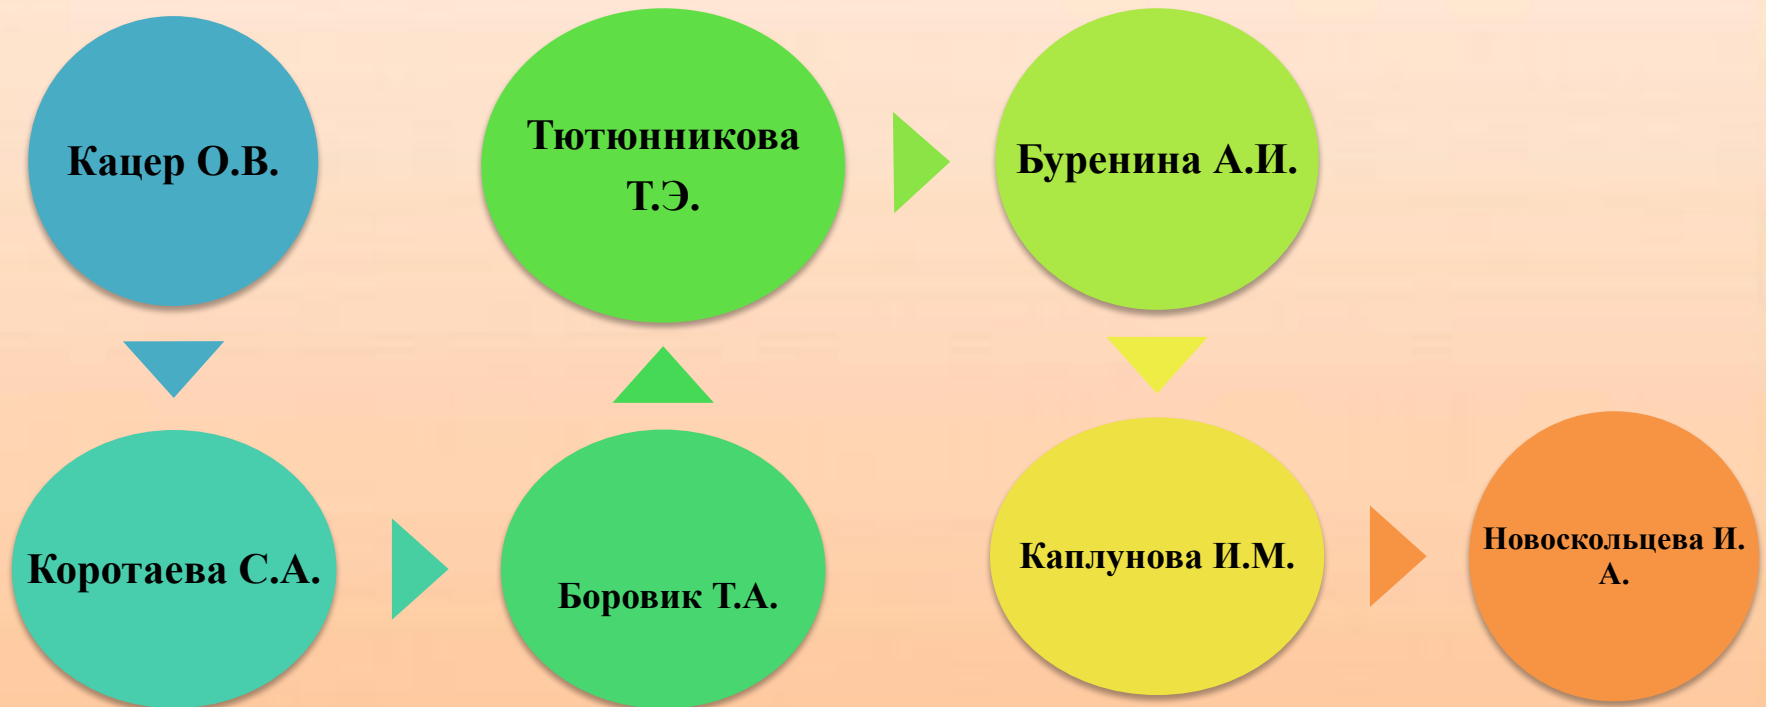 Кацер О.В.
Коротаева С.А.
Боровик Т.А.
Тютюнникова
Т.Э.
Буренина А.И.
Каплунова И.М.
Новоскольцева И.
А.